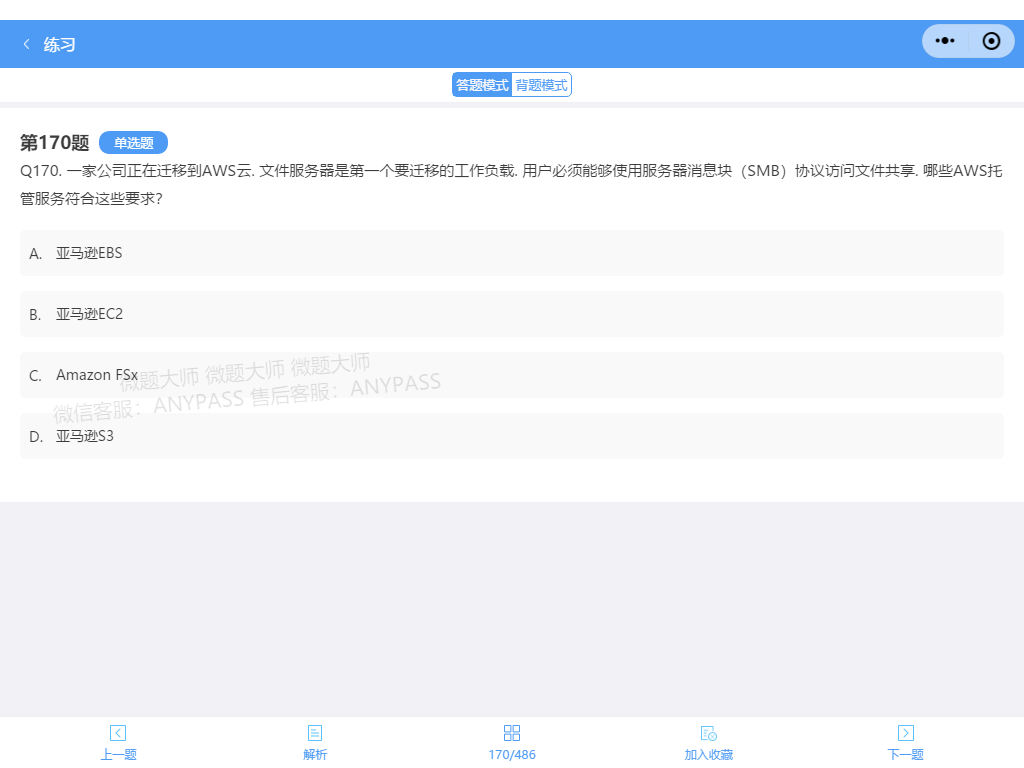 练习
答题模式 背题模式
第170题 单选题
Q170. 一家公司正在迁移到AWS云. 文件服务器是第一个要迁移的工作负载. 用户必须能够使用服务器消息块（SMB）协议访问文件共享. 哪些AWS托
管服务符合这些要求?
A. 亚马逊EBS
B. 亚马逊EC2
C. Amazon FSx
微题大师 微题大师 微题大师
微信客服：ANYPASS 售后客服：ANYPASS
D. 亚马逊S3
上一题 解析 170/486 加入收藏 下一题